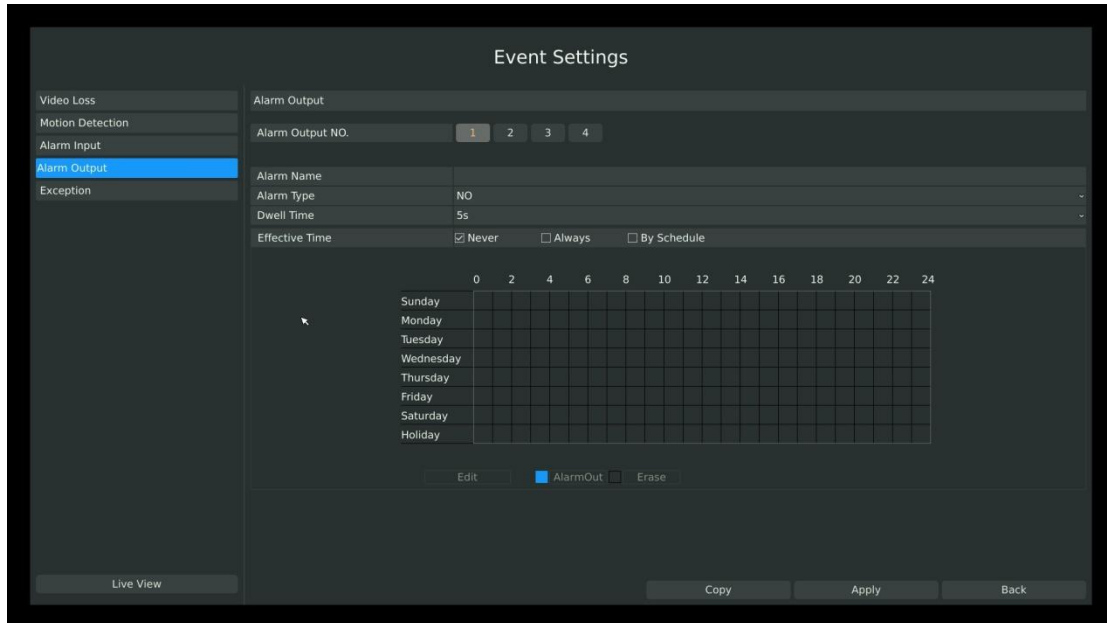 Event Settings
Video Loss
Motion Detection
Alarm Input
Alarm Output
Exception
Live View
Alarm Output
Alarm Output NO. 1 2 3 4
Alarm Name
Alarm Type NO
Dwell Time 5s
Effective Time Never Always By Schedule
0 2 4 6 8 10 12 14 16 18 20 22 24
Sunday
Monday
Tuesday
Wednesday
Thursday
Friday
Saturday
Holiday
Edit AlarmOut Erase
Copy Apply Back